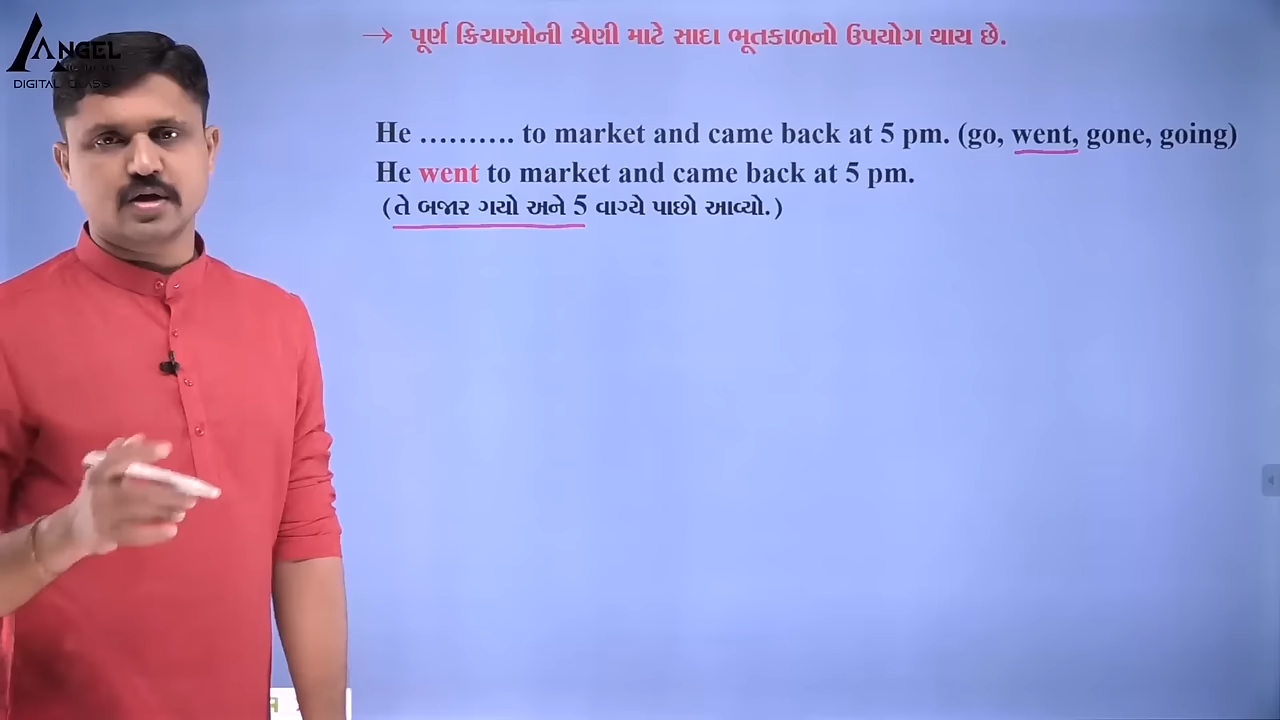 ANGEL
DIGITAL CLASS
→ પૂર્ણ ક્રિયાઓની શ્રેણી માટે સાદા ભૂતકાળનો ઉપયોગ થાય છે.
He .......... to market and came back at 5 pm. (go, went, gone, going)
He went to market and came back at 5 pm.
(તે બજાર ગયો અને 5 વાગ્યે પાછો આવ્યો.)